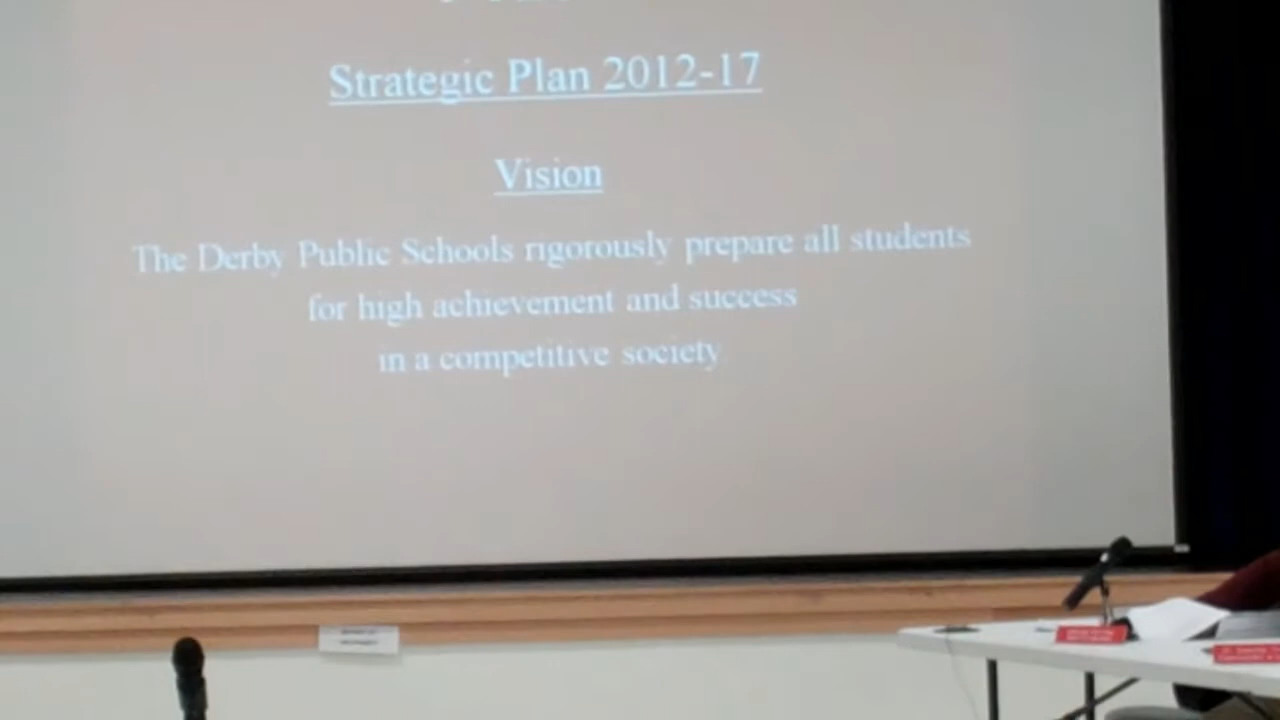 Strategic Plan 2012-17
Vision
The Derby Public Schools rigorously prepare all students
for high achievement and success
in a competitive society